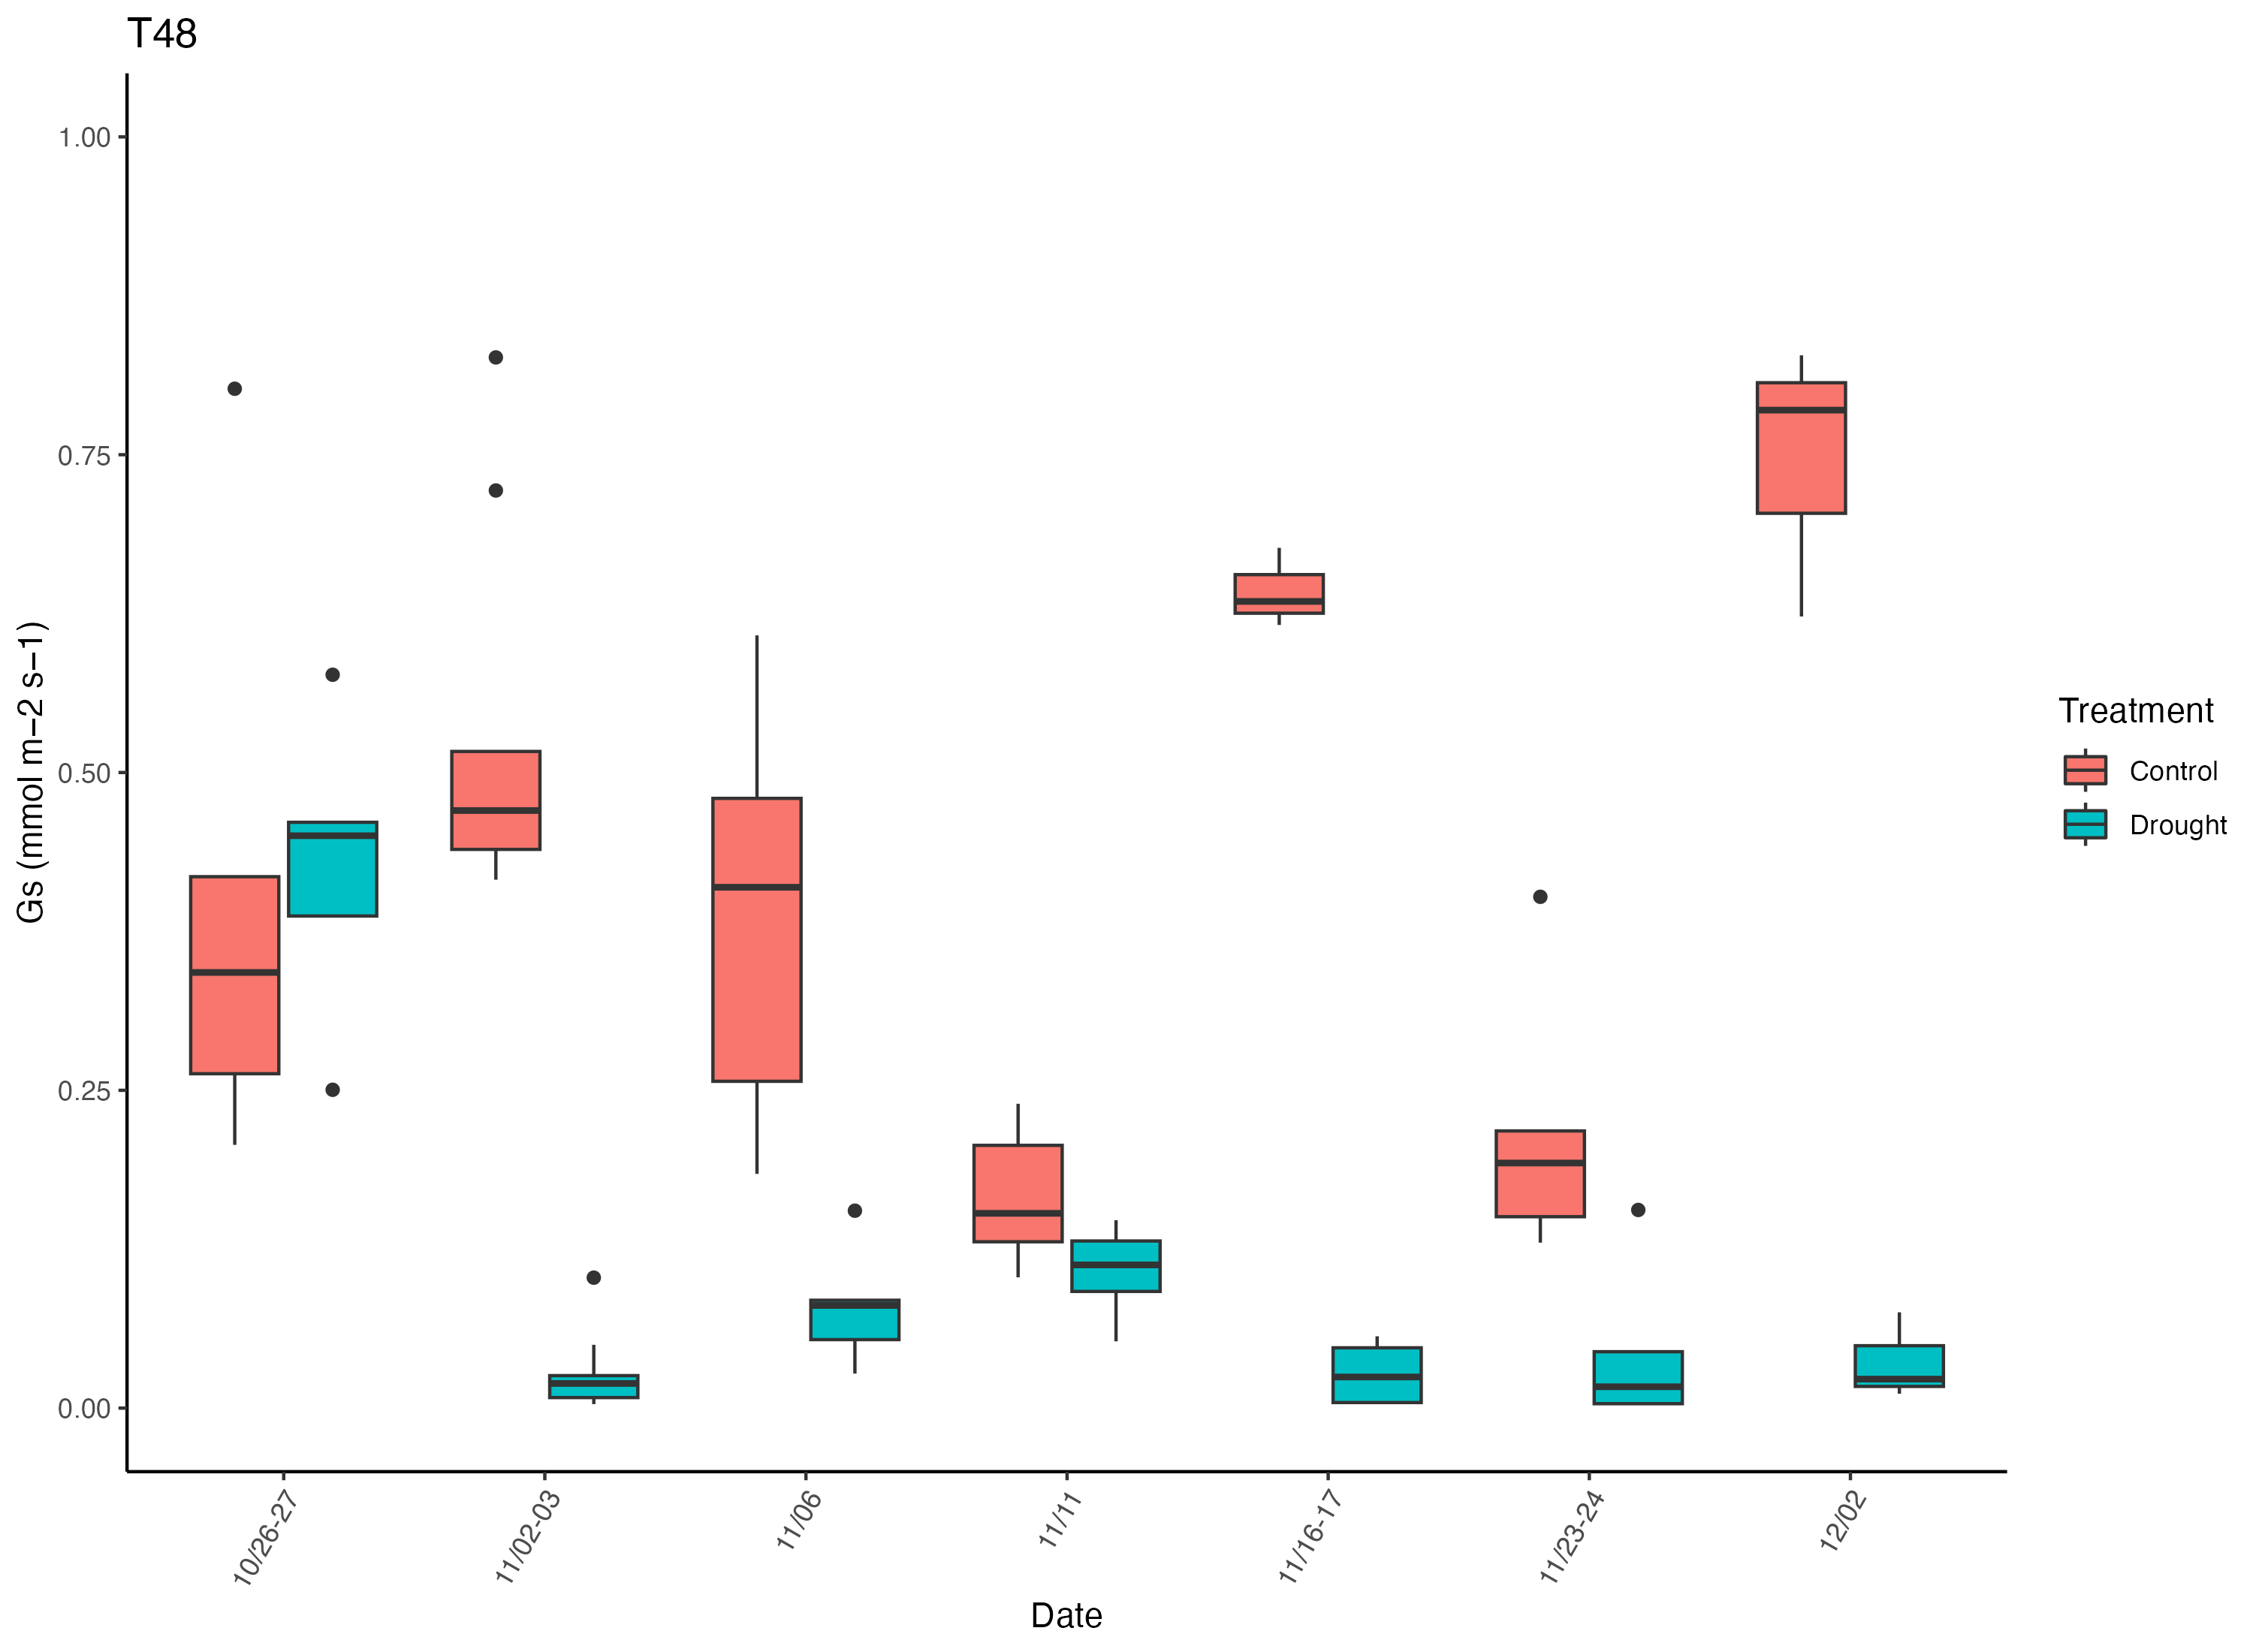 T48
1.00
0.75
0.50
0.25
0.00
Gs (mmol m−2 s−1)
10/26-27
11/02-03
11/06
11/11
11/16-17
11/23-24
12/02
Date
Treatment
Control
Drought